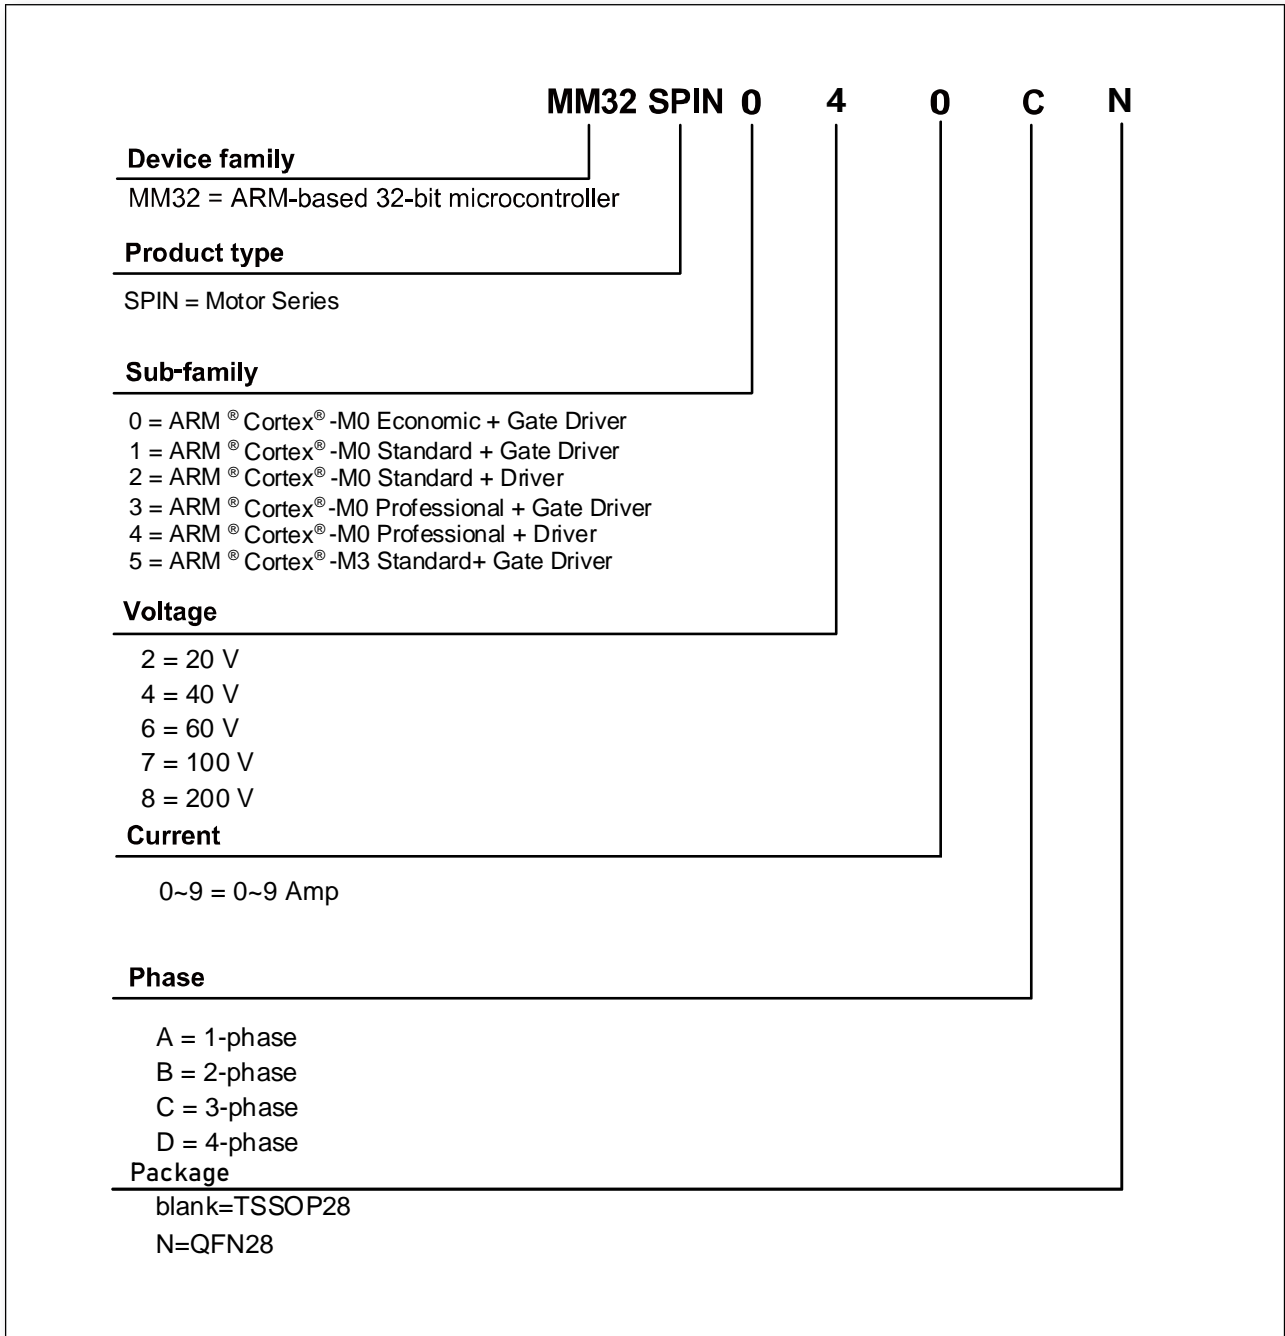 MM32 SPIN 0 4 0 C N
Device family
MM32 = ARM-based 32-bit microcontroller
Product type
SPIN = Motor Series
Sub-family
0 = ARM ® Cortex® -M0 Economic + Gate Driver
1 = ARM ® Cortex® -M0 Standard + Gate Driver
2 = ARM ® Cortex® -M0 Standard + Driver
3 = ARM ® Cortex® -M0 Professional + Gate Driver
4 = ARM ® Cortex® -M0 Professional + Driver
5 = ARM ® Cortex® -M3 Standard+ Gate Driver
Voltage
2 = 20 V
4 = 40 V
6 = 60 V
7 = 100 V
8 = 200 V
Current
0~9 = 0~9 Amp
Phase
A = 1-phase
B = 2-phase
C = 3-phase
D = 4-phase
Package
blank=TSSOP28
N=QFN28